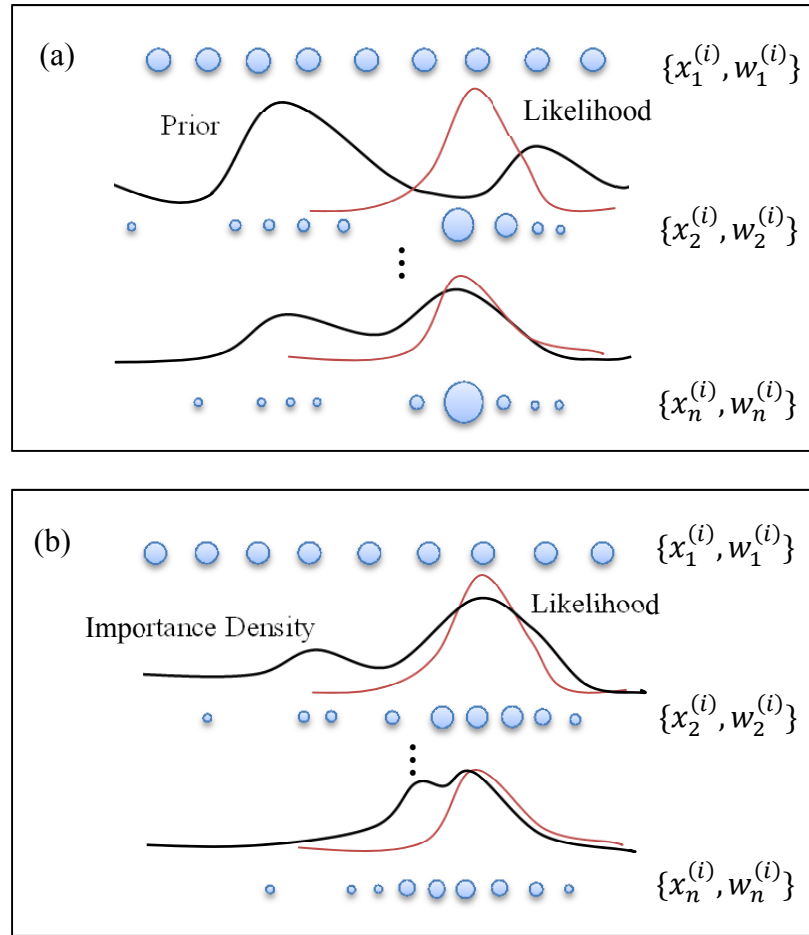 (a)
{x_1^{(i)}, w_1^{(i)}}
Prior
Likelihood
{x_2^{(i)}, w_2^{(i)}}
{x_n^{(i)}, w_n^{(i)}}
(b)
{x_1^{(i)}, w_1^{(i)}}
Importance Density
Likelihood
{x_2^{(i)}, w_2^{(i)}}
{x_n^{(i)}, w_n^{(i)}}